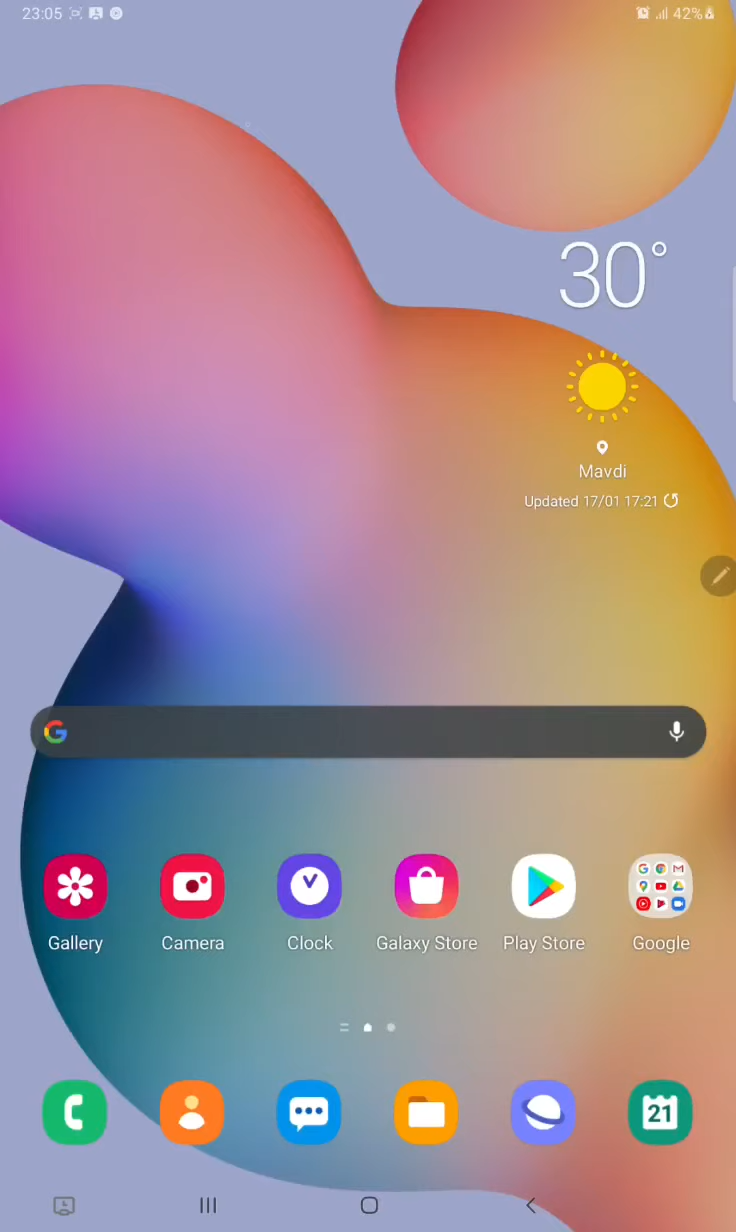 23:05
42%
30°
Mavdi
Updated 17/01 17:21
Gallery
Camera
Clock
Galaxy Store
Play Store
Google
21